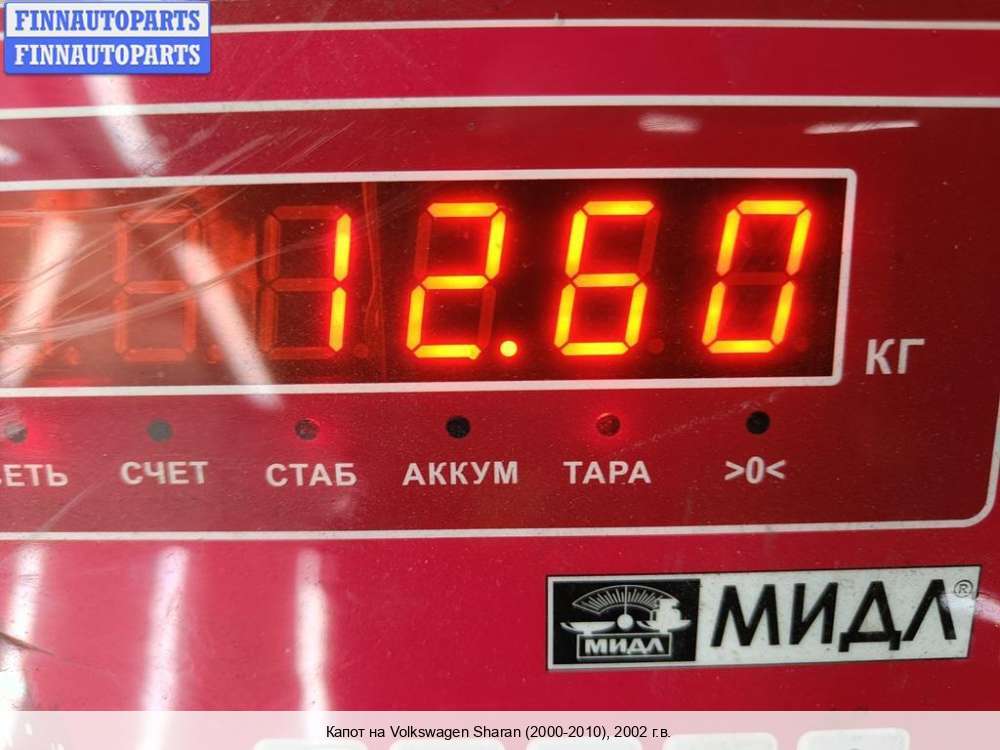 FINNAUTOPARTS
FINNAUTOPARTS
12.60
КГ
СЕТЬ СЧЕТ СТАБ АККУМ ТАРА >0<
МИДЛ МИДЛ®
Капот на Volkswagen Sharan (2000-2010), 2002 г.в.